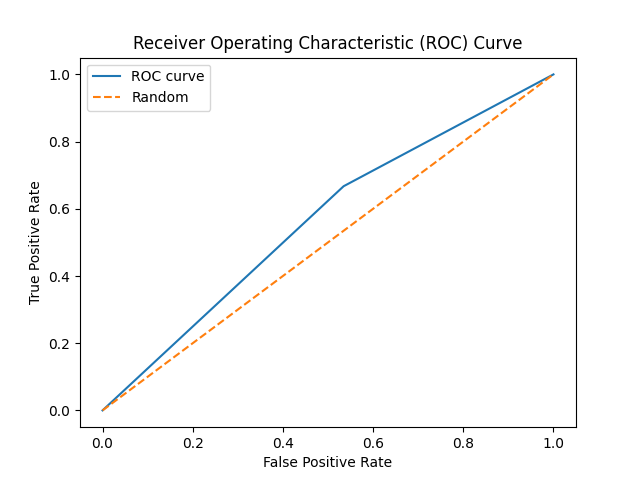 Receiver Operating Characteristic (ROC) Curve
ROC curve
Random
True Positive Rate
1.0
0.8
0.6
0.4
0.2
0.0
0.0 0.2 0.4 0.6 0.8 1.0
False Positive Rate